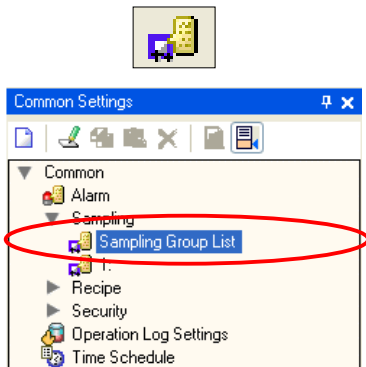 Common Settings
Common
Alarm
Sampling
Sampling Group List
1:
Recipe
Security
Operation Log Settings
Time Schedule